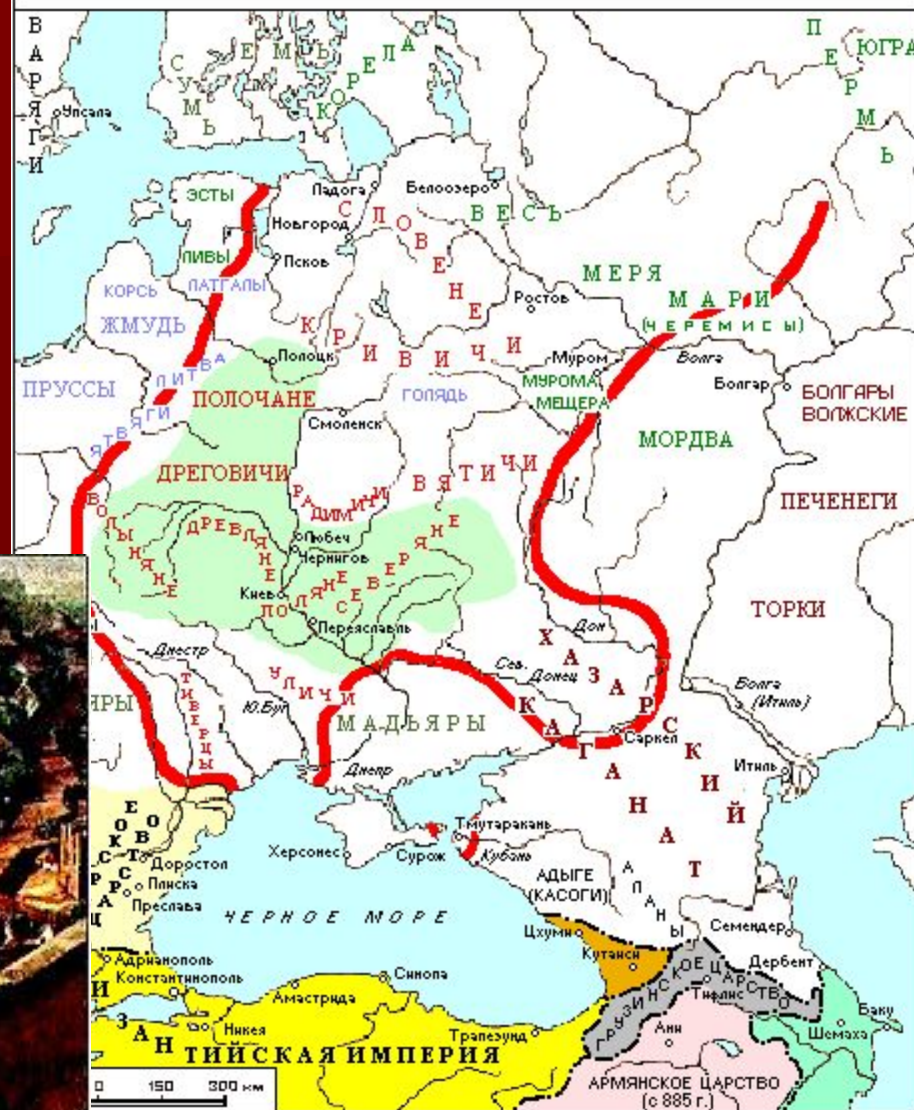 ВАРЯГИ
Упсала
СУМЬ
ЕМЬ
КОРЕЛА
ПЕРМЬ
ЮГРА
ЭСТЫ
Ладога
Белоозеро
СЛОВЕНЕ
ВЕСЬ
Новгород
ЛИВЫ
Псков
ЛАТГАЛЫ
КОРСЬ
ЖМУДЬ
МЕРЯ
Ростов
МАРИ
(ЧЕРЕМИСЫ)
КРИВИЧИ
Полоцк
ЛИТВА
Муром
Волга
Болгар
ПРУССЫ
ПОЛОЧАНЕ
ГОЛЯДЬ
МУРОМА
МЕЩЕРА
БОЛГАРЫ
ВОЛЖСКИЕ
ЯТВЯГИ
Смоленск
МОРДВА
ДРЕГОВИЧИ
РАДИМИЧИ
ВЯТИЧИ
ПЕЧЕНЕГИ
ВОЛЫНЯНЕ
ДРЕВЛЯНЕ
Любеч
Чернигов
СЕВЕРЯНЕ
Киев
ПОЛЯНЕ
Переяславль
ТОРКИ
Дон
Днестр
ХАЗАРСКИЙ
КАГАНАТ
Сев.
Донец
УЛИЧИ
ТИВЕРЦЫ
Ю.Буг
МАДЬЯРЫ
Волга
(Итиль)
Саркел
Днепр
Итиль
Тмутаракань
Херсонес
Сурож
Кубань
АДЫГЕ
(КАСОГИ)
АЛАНЫ
Доростол
Плиска
Преслава
ЧЕРНОЕ МОРЕ
Семендер
Цхуми
Кутаиси
Дербент
Адрианополь
Константинополь
Синопа
Амастрида
ГРУЗИНСКОЕ ЦАРСТВО
Тифлис
Баку
Шемаха
Никея
Трапезунд
Ани
ЗАНТИЙСКАЯ ИМПЕРИЯ
АРМЯНСКОЕ ЦАРСТВО
(с 885 г.)
0 150 300 км